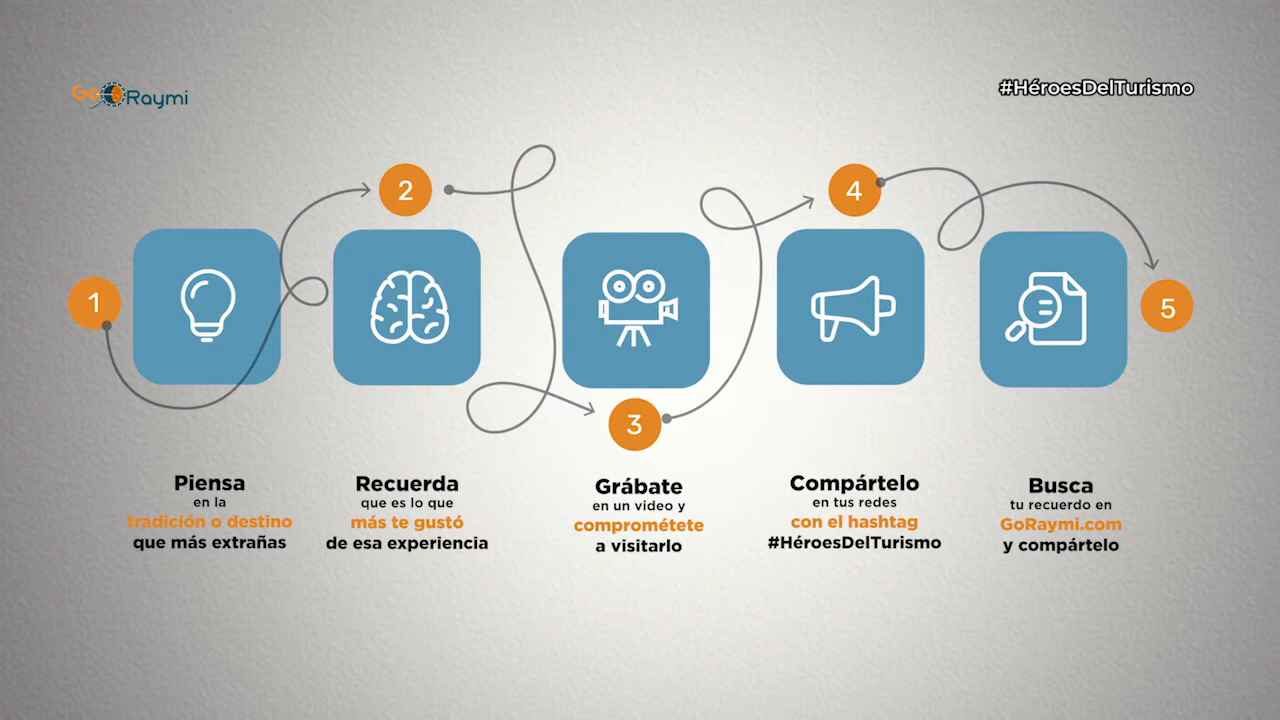 GoRaymi
#HéroesDelTurismo
1
2
3
4
5
Piensa
en la
tradición o destino
que más extrañas
Recuerda
que es lo que
más te gustó
de esa experiencia
Grábate
en un video y
comprométete
a visitarlo
Compártelo
en tus redes
con el hashtag
#HéroesDelTurismo
Busca
tu recuerdo en
GoRaymi.com
y compártelo